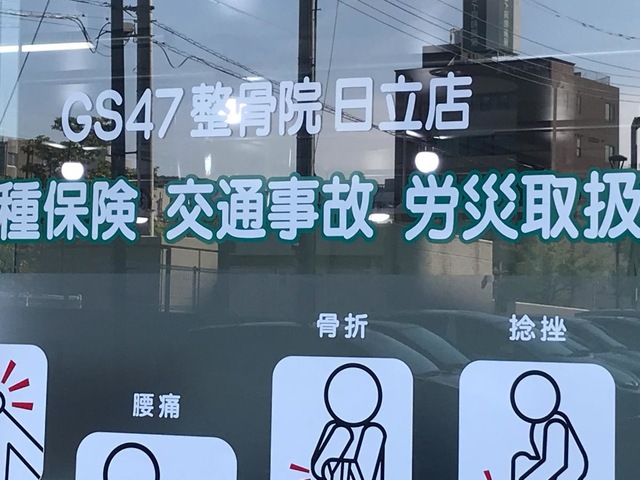 GS47整骨院日立店
種保険 交通事故 労災取扱
骨折
捻挫
腰痛